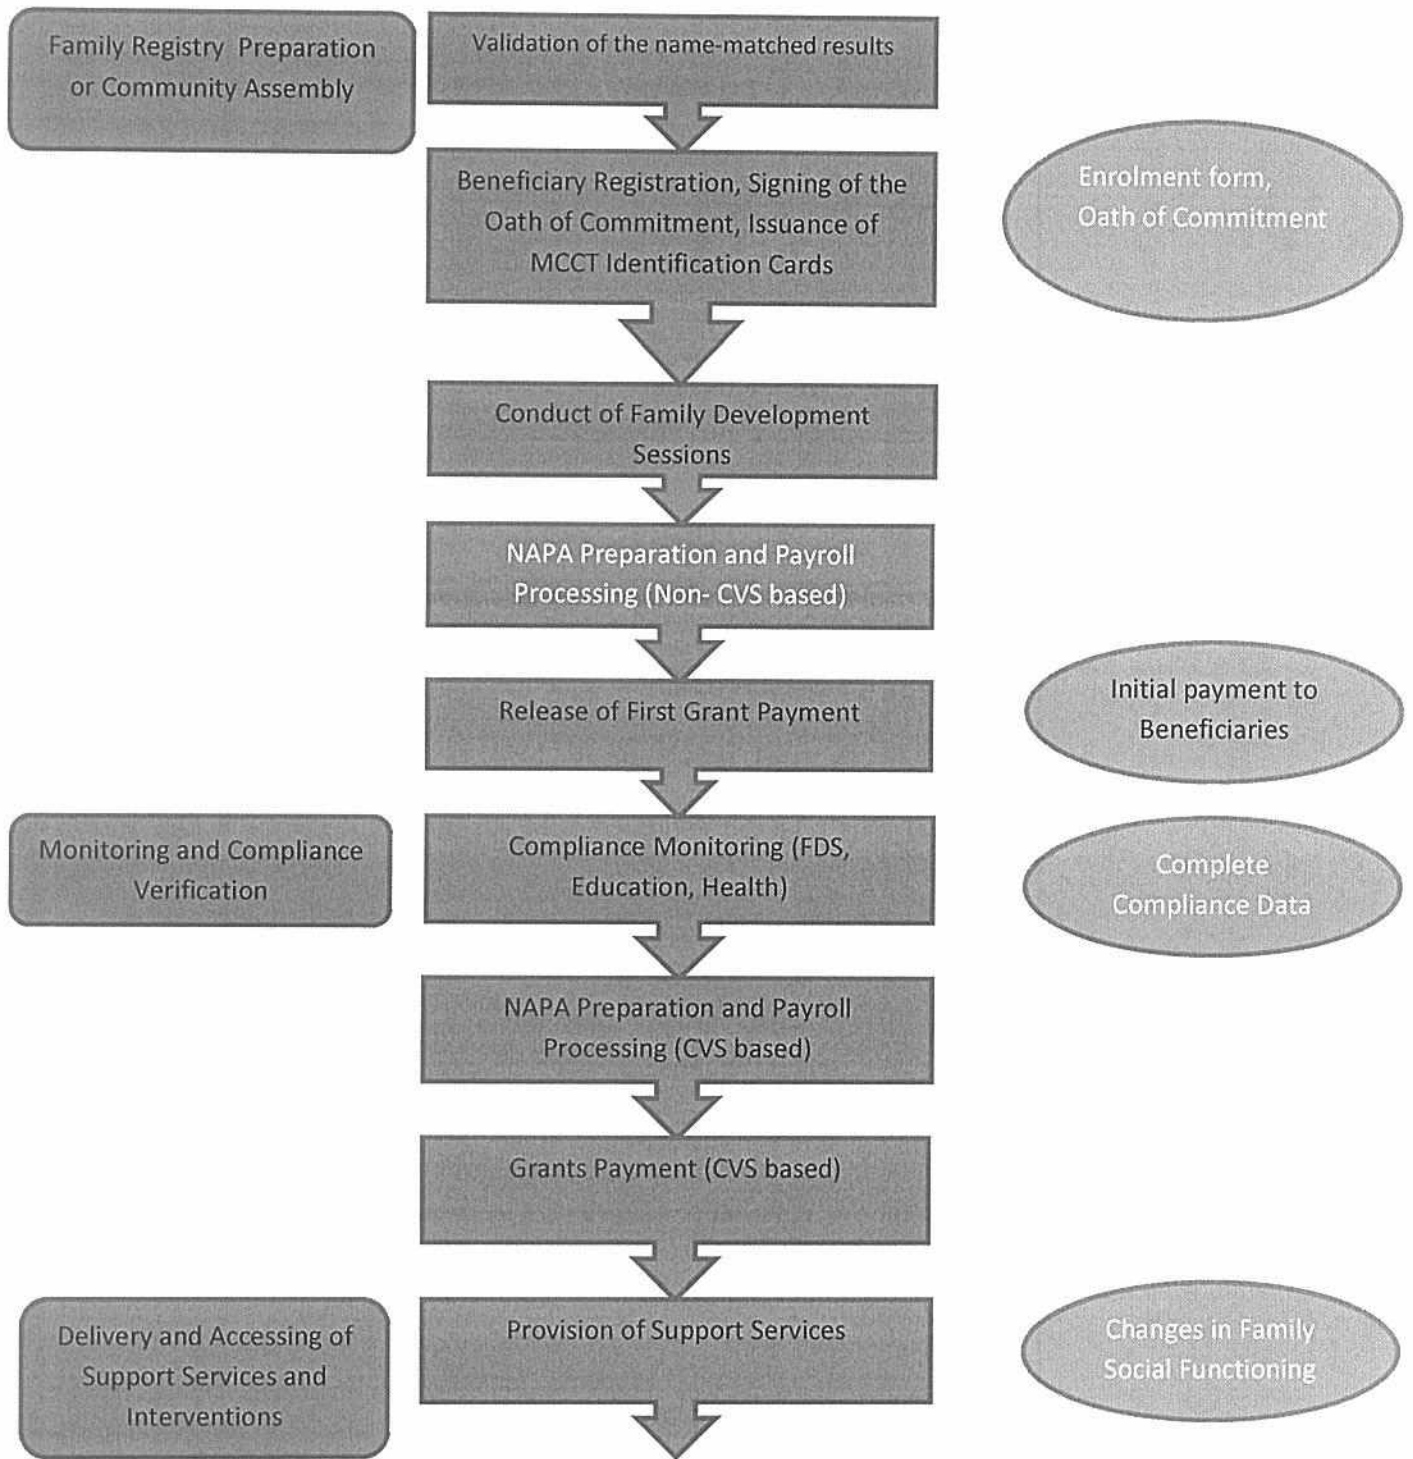 Family Registry Preparation
or Community Assembly
Validation of the name-matched results
Beneficiary Registration, Signing of the
Oath of Commitment, Issuance of
MCCT Identification Cards
Enrolment form,
Oath of Commitment
Conduct of Family Development
Sessions
NAPA Preparation and Payroll
Processing (Non- CVS based)
Release of First Grant Payment
Initial payment to
Beneficiaries
Monitoring and Compliance
Verification
Compliance Monitoring (FDS,
Education, Health)
Complete
Compliance Data
NAPA Preparation and Payroll
Processing (CVS based)
Grants Payment (CVS based)
Delivery and Accessing of
Support Services and
Interventions
Provision of Support Services
Changes in Family
Social Functioning